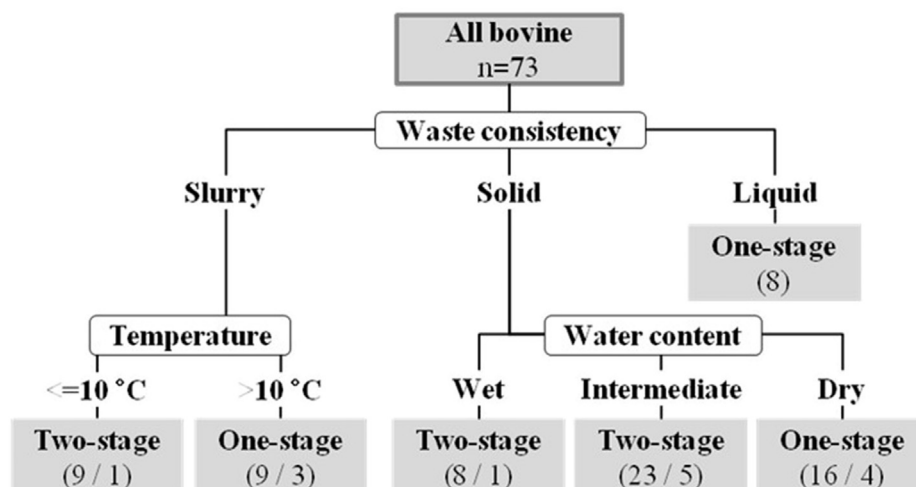 All bovine
n=73
Waste consistency
Slurry Solid Liquid
One-stage
(8)
Temperature Water content
<=10 °C >10 °C Wet Intermediate Dry
Two-stage One-stage Two-stage Two-stage One-stage
(9 / 1) (9 / 3) (8 / 1) (23 / 5) (16 / 4)